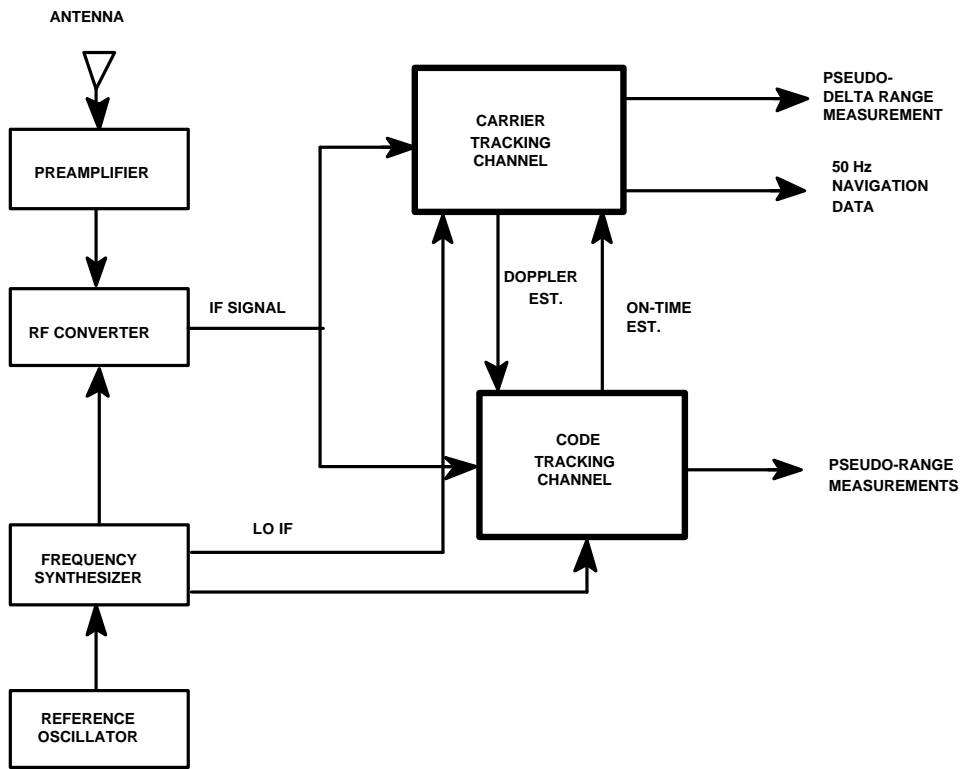 ANTENNA
PREAMPLIFIER
RF CONVERTER
IF SIGNAL
CARRIER
TRACKING
CHANNEL
PSEUDO-
DELTA RANGE
MEASUREMENT
50 Hz
NAVIGATION
DATA
DOPPLER
EST.
ON-TIME
EST.
CODE
TRACKING
CHANNEL
PSEUDO-RANGE
MEASUREMENTS
LO IF
FREQUENCY
SYNTHESIZER
REFERENCE
OSCILLATOR